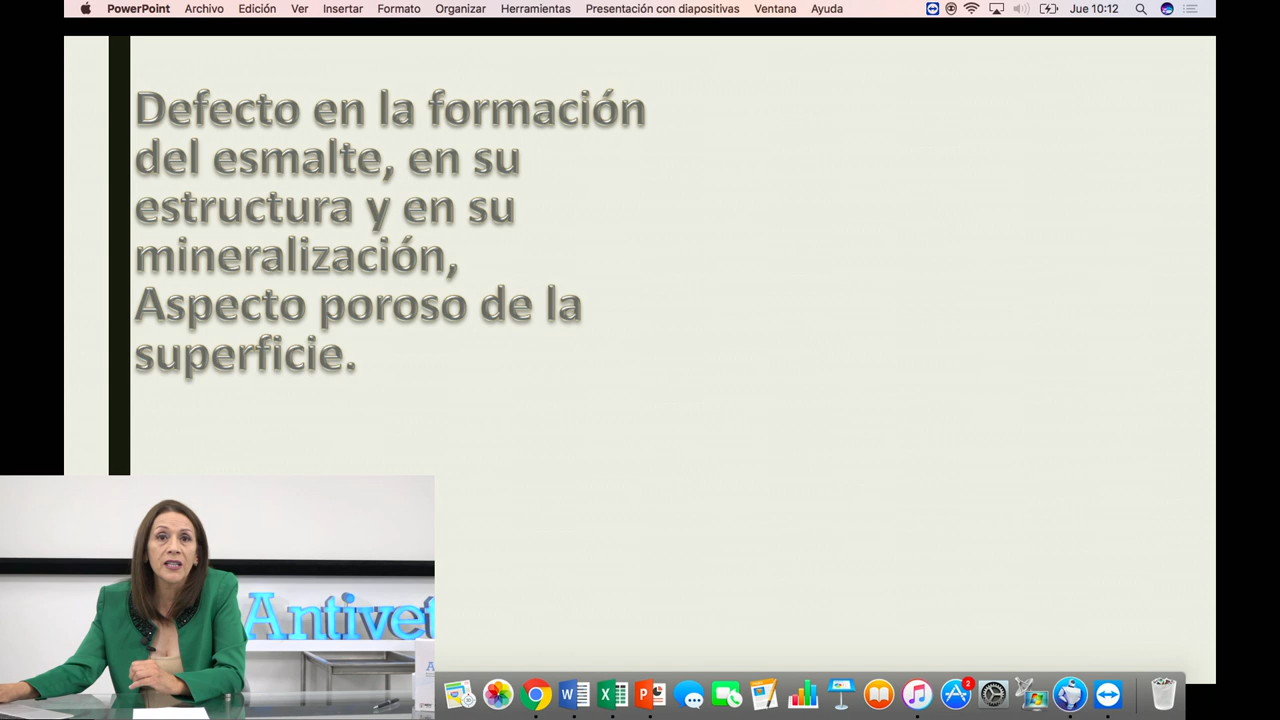 PowerPoint Archivo Edición Ver Insertar Formato Organizar Herramientas Presentación con diapositivas Ventana Ayuda Jue 10:12
Defecto en la formación
del esmalte, en su
estructura y en su
mineralización,
Aspecto poroso de la
superficie.
Antivet
A
2